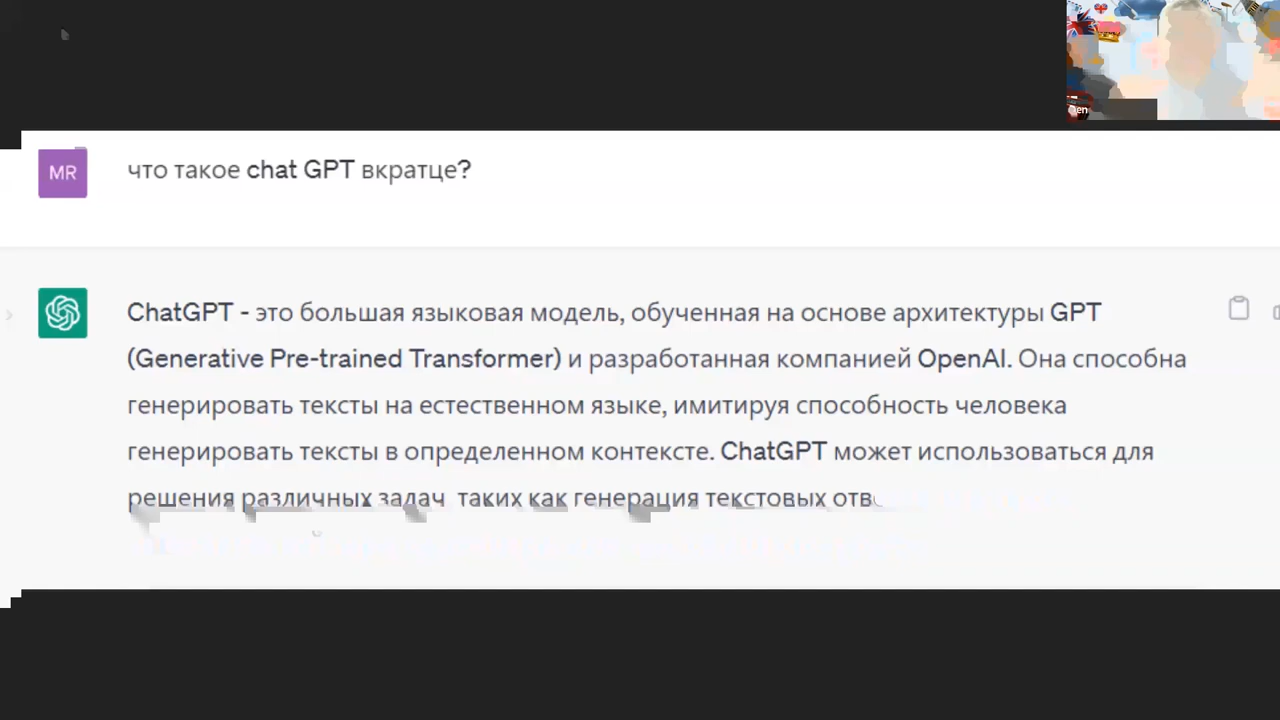 MR
что такое chat GPT вкратце?
ChatGPT - это большая языковая модель, обученная на основе архитектуры GPT
(Generative Pre-trained Transformer) и разработанная компанией OpenAI. Она способна
генерировать тексты на естественном языке, имитируя способность человека
генерировать тексты в определенном контексте. ChatGPT может использоваться для
решения различных задач таких как генерация текстовых